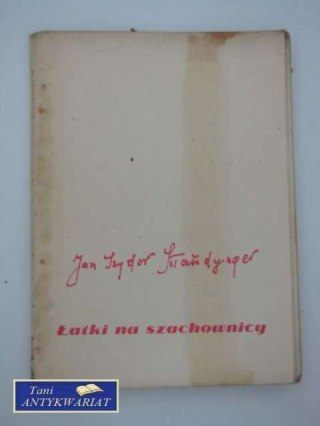 Jan Izydor Sztaudynger
Łatki na szachownicy
Tani
ANTYKWARIAT